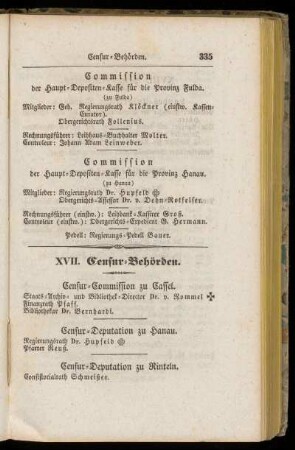 Censur-Behörden. 335
Commission
der Haupt-Depositen-Kasse für die Provinz Fulda.
(zu Fulda)
Mitglieder: Geh. Regierungsrath Klöckner (einstw. Kassen-
Curator).
Obergerichtsrath Follenius.
Rechnungsführer: Leihhaus-Buchhalter Wolter.
Controleur: Johann Adam Leinweber.
Commission
der Haupt-Depositen-Kasse für die Provinz Hanau.
(zu Hanau)
Mitglieder: Regierungsrath Dr. Hupfeld
Obergerichts-Assessor Dr. v. Dehn-Rotfelser.
Rechnungsführer (einstw.): Leihbank-Kassirer Groß.
Controleur (einstw.): Obergerichts-Expedient G. Hermann.
Pedell: Regierungs-Pedell Bauer.
XVII. Censur-Behörden.
Censur-Commission zu Cassel.
Staats-Archiv- und Bibliothek-Director Dr. v. Rommel ✠
Finanzrath Pfaff.
Bibliothekar Dr. Bernhardi.
Censur-Deputation zu Hanau.
Regierungsrath Dr. Hupfeld
Pfarrer Reuß.
Censur-Deputation zu Rinteln.
Consistorialrath Schmeißer.